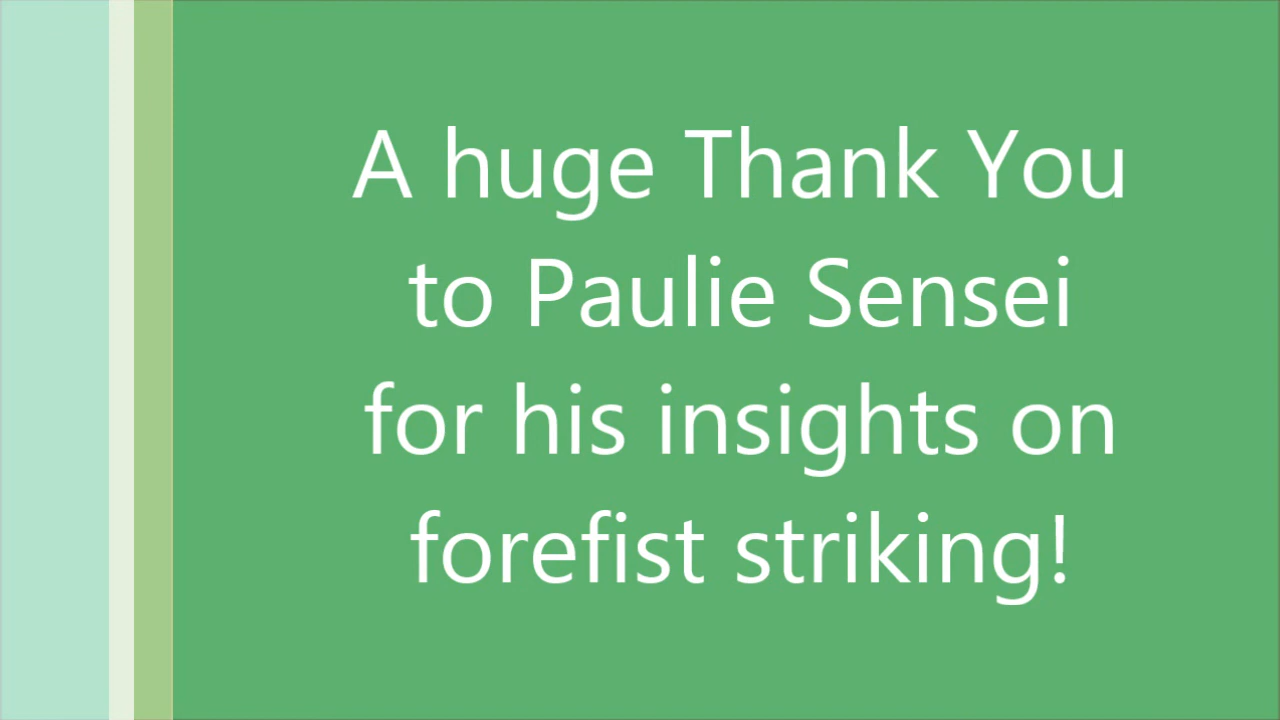 A huge Thank You
to Paulie Sensei
for his insights on
forefist striking!